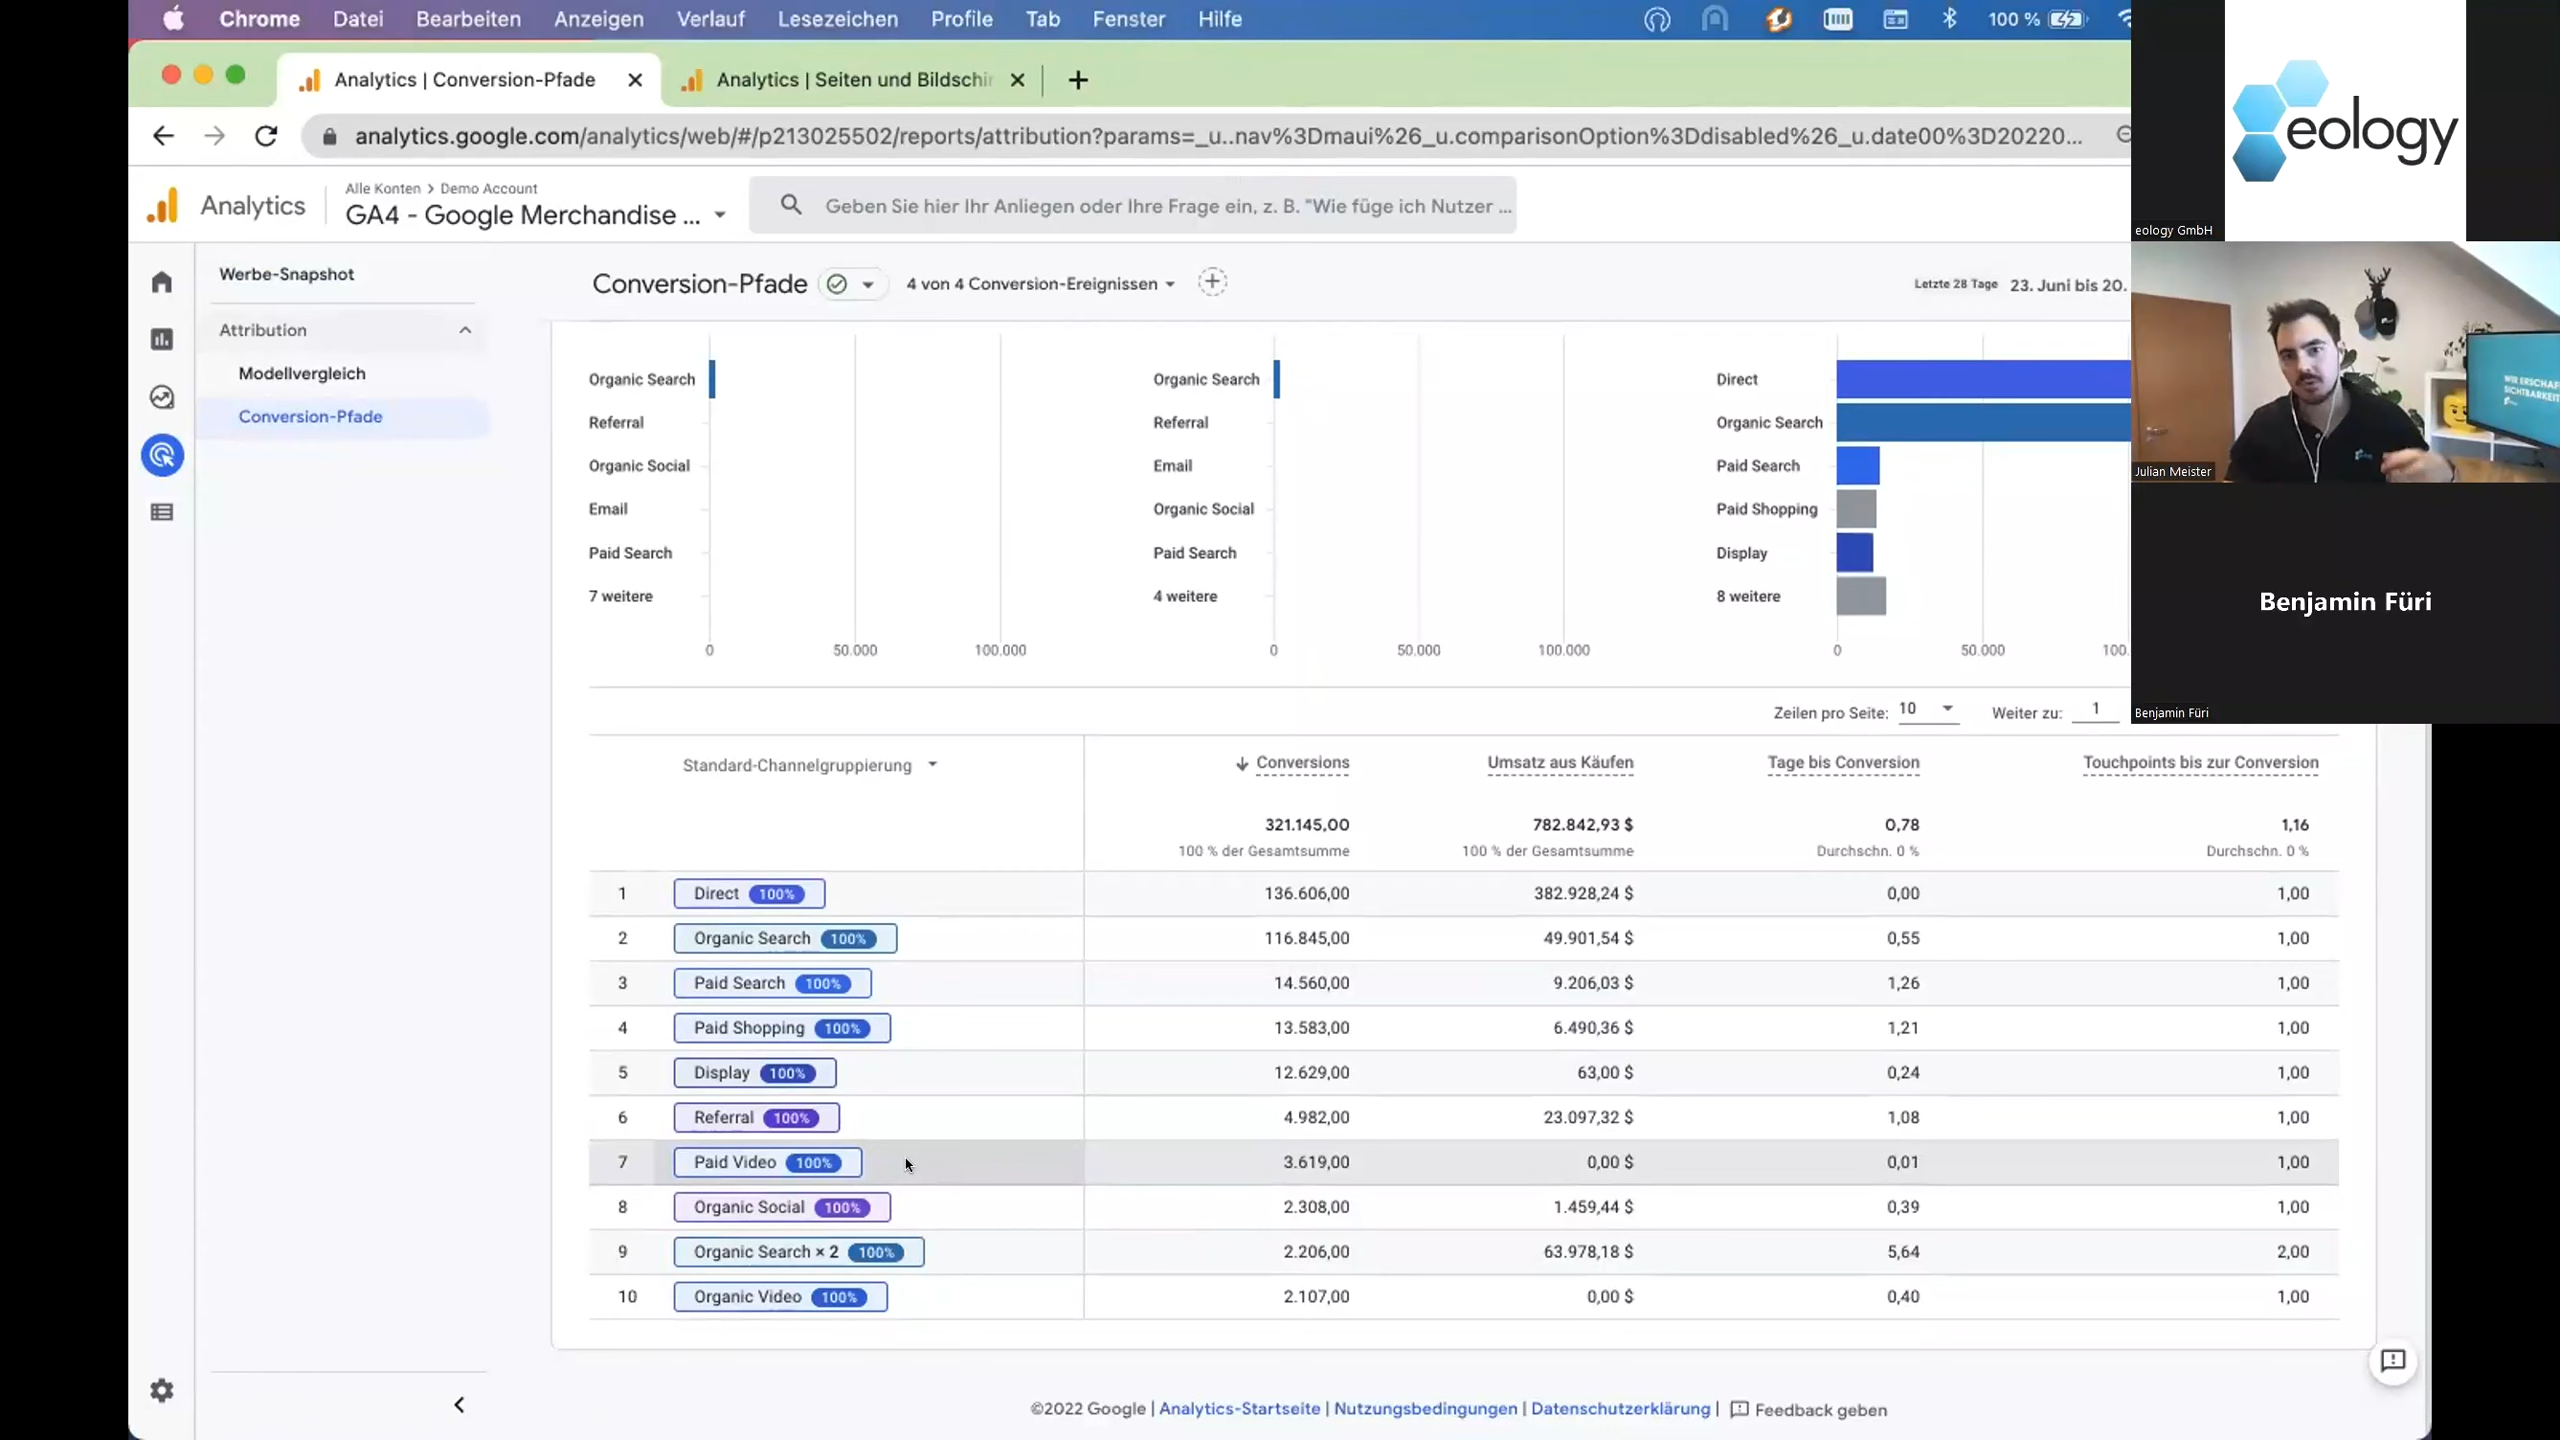 Chrome Datei Bearbeiten Anzeigen Verlauf Lesezeichen Profile Tab Fenster Hilfe 100 %
Analytics | Conversion-Pfade
Analytics | Seiten und Bildschir
analytics.google.com/analytics/web/#/p213025502/reports/attribution?params=_u..nav%3Dmaui%26_u.comparisonOption%3Ddisabled%26_u.date00%3D20220...
Analytics
Alle Konten > Demo Account
GA4 - Google Merchandise ...
Geben Sie hier Ihr Anliegen oder Ihre Frage ein, z. B. "Wie füge ich Nutzer ...
eology
eology GmbH
Werbe-Snapshot
Attribution
Modellvergleich
Conversion-Pfade
Conversion-Pfade
4 von 4 Conversion-Ereignissen
Letzte 28 Tage 23. Juni bis 20.
Organic Search
Referral
Organic Social
Email
Paid Search
7 weitere
0 50.000 100.000
Organic Search
Referral
Email
Organic Social
Paid Search
4 weitere
0 50.000 100.000
Direct
Organic Search
Paid Search
Paid Shopping
Display
8 weitere
0 50.000 100.
WIR ERSCHAF
SICHTBARKEIT
Julian Meister
Benjamin Füri
Benjamin Füri
Zeilen pro Seite: 10 Weiter zu: 1
Standard-Channelgruppierung Conversions Umsatz aus Käufen Tage bis Conversion Touchpoints bis zur Conversion
321.145,00 782.842,93 $ 0,78 1,16
100 % der Gesamtsumme 100 % der Gesamtsumme Durchschn. 0 % Durchschn. 0 %
1 Direct 100% 136.606,00 382.928,24 $ 0,00 1,00
2 Organic Search 100% 116.845,00 49.901,54 $ 0,55 1,00
3 Paid Search 100% 14.560,00 9.206,03 $ 1,26 1,00
4 Paid Shopping 100% 13.583,00 6.490,36 $ 1,21 1,00
5 Display 100% 12.629,00 63,00 $ 0,24 1,00
6 Referral 100% 4.982,00 23.097,32 $ 1,08 1,00
7 Paid Video 100% 3.619,00 0,00 $ 0,01 1,00
8 Organic Social 100% 2.308,00 1.459,44 $ 0,39 1,00
9 Organic Search × 2 100% 2.206,00 63.978,18 $ 5,64 2,00
10 Organic Video 100% 2.107,00 0,00 $ 0,40 1,00
©2022 Google | Analytics-Startseite | Nutzungsbedingungen | Datenschutzerklärung | Feedback geben